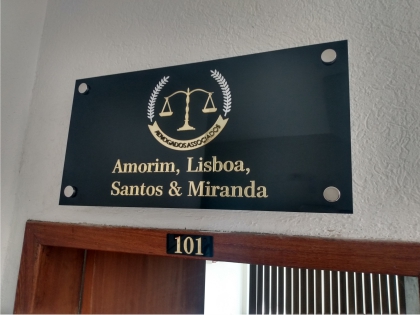 ADVOGADOS ASSOCIADOS
Amorim, Lisboa,
Santos & Miranda
101